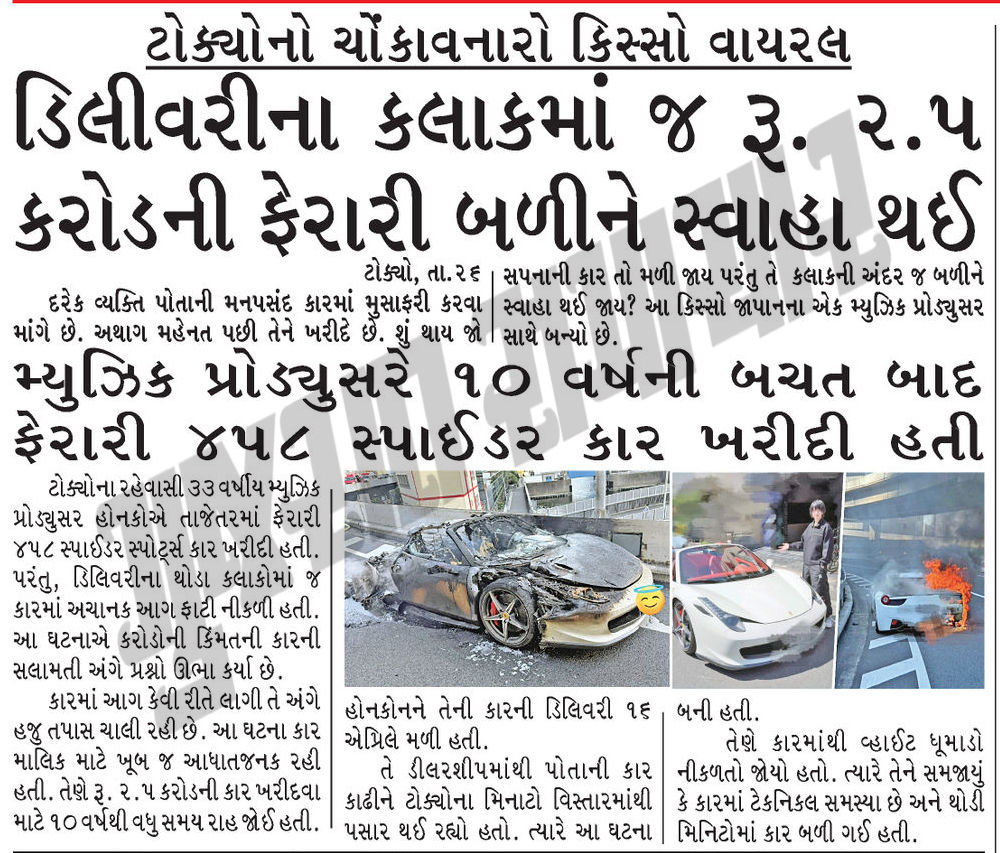 ટોક્યોનો ચોંકાવનારો કિસ્સો વાયરલ
ડિલીવરીના કલાકમાં જ રૂ. ૨.૫
કરોડની ફેરારી બળીને સ્વાહા થઈ
ટોક્યો, તા.૨૬
દરેક વ્યક્તિ પોતાની મનપસંદ કારમાં મુસાફરી કરવા
માંગે છે. અથાગ મહેનત પછી તેને ખરીદે છે. શું થાય જો
સપનાની કાર તો મળી જાય પરંતુ તે કલાકની અંદર જ બળીને
સ્વાહા થઈ જાય? આ કિસ્સો જાપાનના એક મ્યુઝિક પ્રોડ્યુસર
સાથે બન્યો છે.
મ્યુઝિક પ્રોડ્યુસરે ૧૦ વર્ષની બચત બાદ
ફેરારી ૪૫૮ સ્પાઈડર કાર ખરીદી હતી
ટોક્યોના રહેવાસી ૩૩ વર્ષીય મ્યુઝિક
પ્રોડ્યુસર હોનકોએ તાજેતરમાં ફેરારી
૪૫૮ સ્પાઈડર સ્પોર્ટ્સ કાર ખરીદી હતી.
પરંતુ, ડિલિવરીના થોડા કલાકોમાં જ
કારમાં અચાનક આગ ફાટી નીકળી હતી.
આ ઘટનાએ કરોડોની કિંમતની કારની
સલામતી અંગે પ્રશ્નો ઊભા કર્યા છે.
કારમાં આગ કેવી રીતે લાગી તે અંગે
હજુ તપાસ ચાલી રહી છે. આ ઘટના કાર
માલિક માટે ખૂબ જ આઘાતજનક રહી
હતી. તેણે રૂ. ૨.૫ કરોડની કાર ખરીદવા
માટે ૧૦ વર્ષથી વધુ સમય રાહ જોઈ હતી.
હોનકોનને તેની કારની ડિલિવરી ૧૬
એપ્રિલે મળી હતી.
તે ડીલરશીપમાંથી પોતાની કાર
કાઢીને ટોક્યોના મિનાટો વિસ્તારમાંથી
પસાર થઈ રહ્યો હતો. ત્યારે આ ઘટના
બની હતી.
તેણે કારમાંથી વ્હાઈટ ધૂમાડો
નીકળતો જોયો હતો. ત્યારે તેને સમજાયું
કે કારમાં ટેકનિકલ સમસ્યા છે અને થોડી
મિનિટોમાં કાર બળી ગઈ હતી.